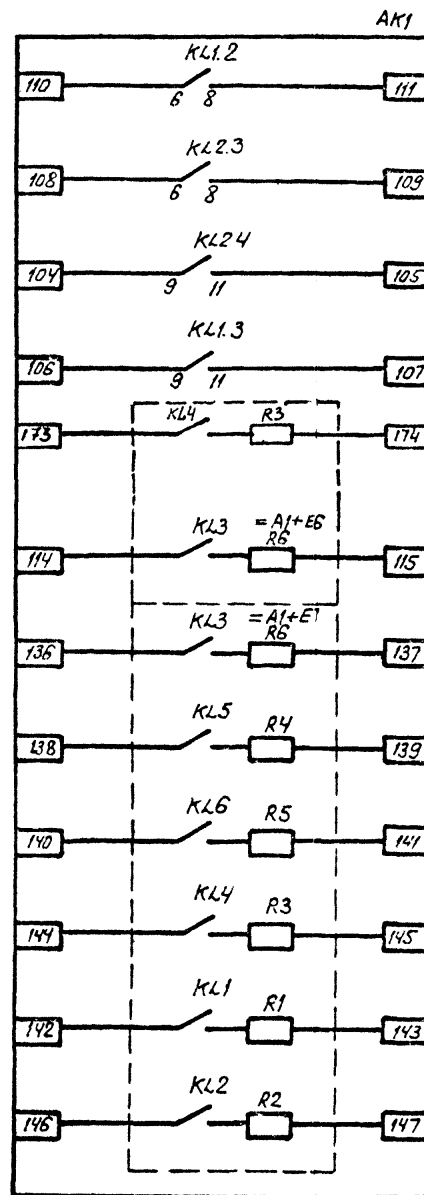 AK1
KL1.2
110 6 8 111
KL2.3
108 6 8 109
KL2.4
104 9 11 105
KL1.3
106 9 11 107
KL4 R3
173 174
KL3 =A1+E6
R6
114 115
KL3 =A1+E1
R6
136 137
KL5 R4
138 139
KL6 R5
140 141
KL4 R3
144 145
KL1 R1
142 143
KL2 R2
146 147